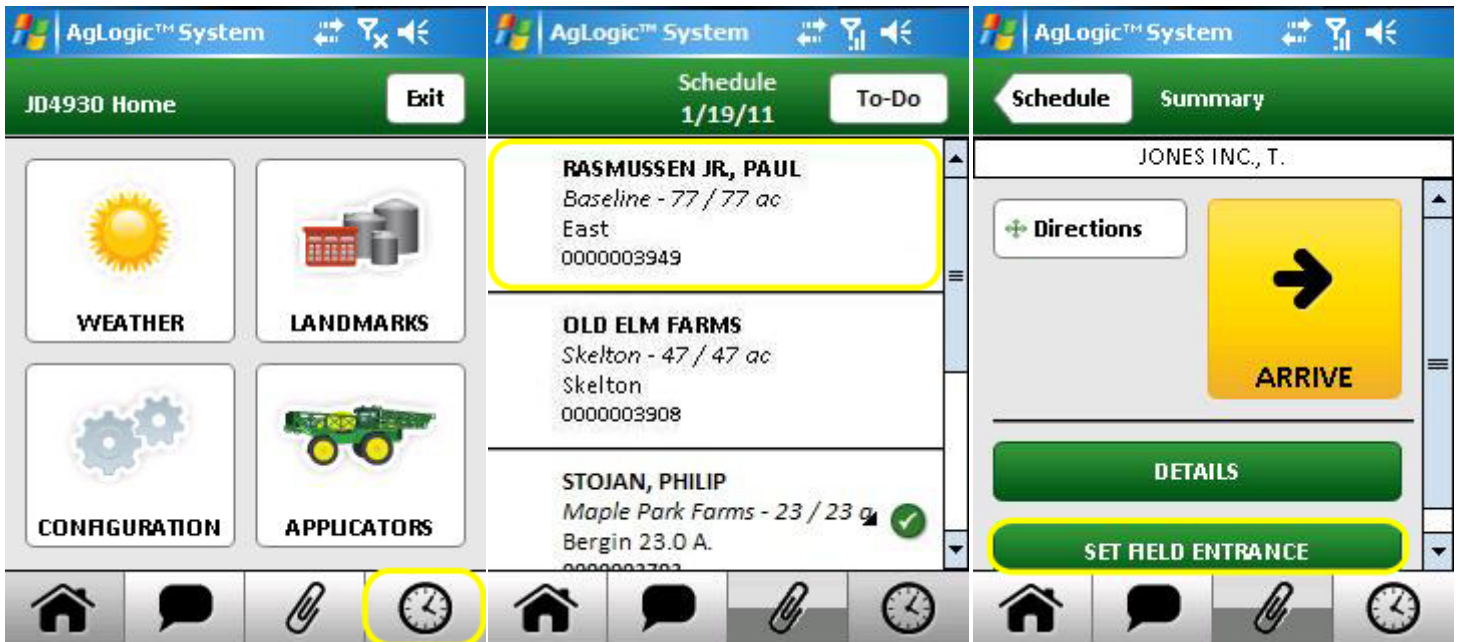 AgLogic™ System
JD4930 Home
Exit
WEATHER
LANDMARKS
CONFIGURATION
APPLICATORS
AgLogic™ System
Schedule
1/19/11
To-Do
RASMUSSEN JR., PAUL
Baseline - 77 / 77 ac
East
0000003949
OLD ELM FARMS
Skelton - 47 / 47 ac
Skelton
0000003908
STOJAN, PHILIP
Maple Park Farms - 23 / 23 a
Bergin 23.0 A.
AgLogic™ System
Schedule
Summary
JONES INC., T.
Directions
ARRIVE
DETAILS
SET FIELD ENTRANCE